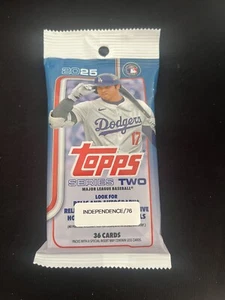 2025
Dodgers
17
topps
SERIES TWO
MAJOR LEAGUE BASEBALL
LOOK FOR
INDEPENDENCE/76
36 CARDS